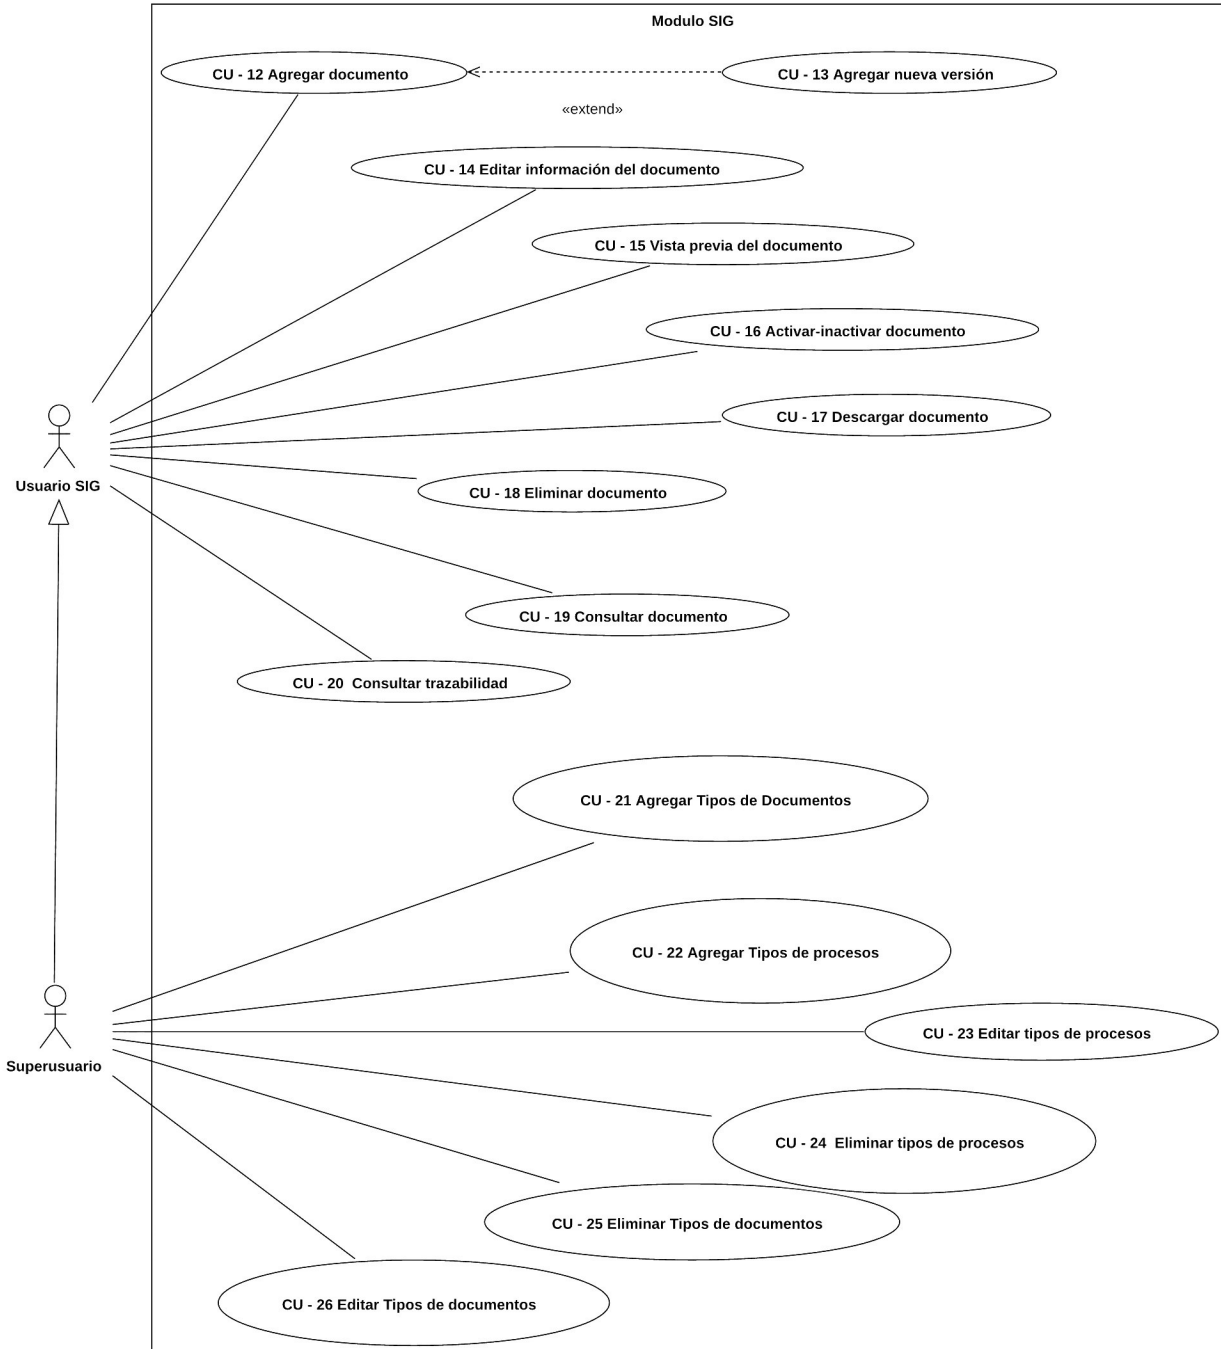 Modulo SIG
CU - 12 Agregar documento
CU - 13 Agregar nueva versión
«extend»
CU - 14 Editar información del documento
CU - 15 Vista previa del documento
CU - 16 Activar-inactivar documento
CU - 17 Descargar documento
Usuario SIG
CU - 18 Eliminar documento
CU - 19 Consultar documento
CU - 20  Consultar trazabilidad
CU - 21 Agregar Tipos de Documentos
CU - 22 Agregar Tipos de procesos
CU - 23 Editar tipos de procesos
Superusuario
CU - 24  Eliminar tipos de procesos
CU - 25 Eliminar Tipos de documentos
CU - 26 Editar Tipos de documentos